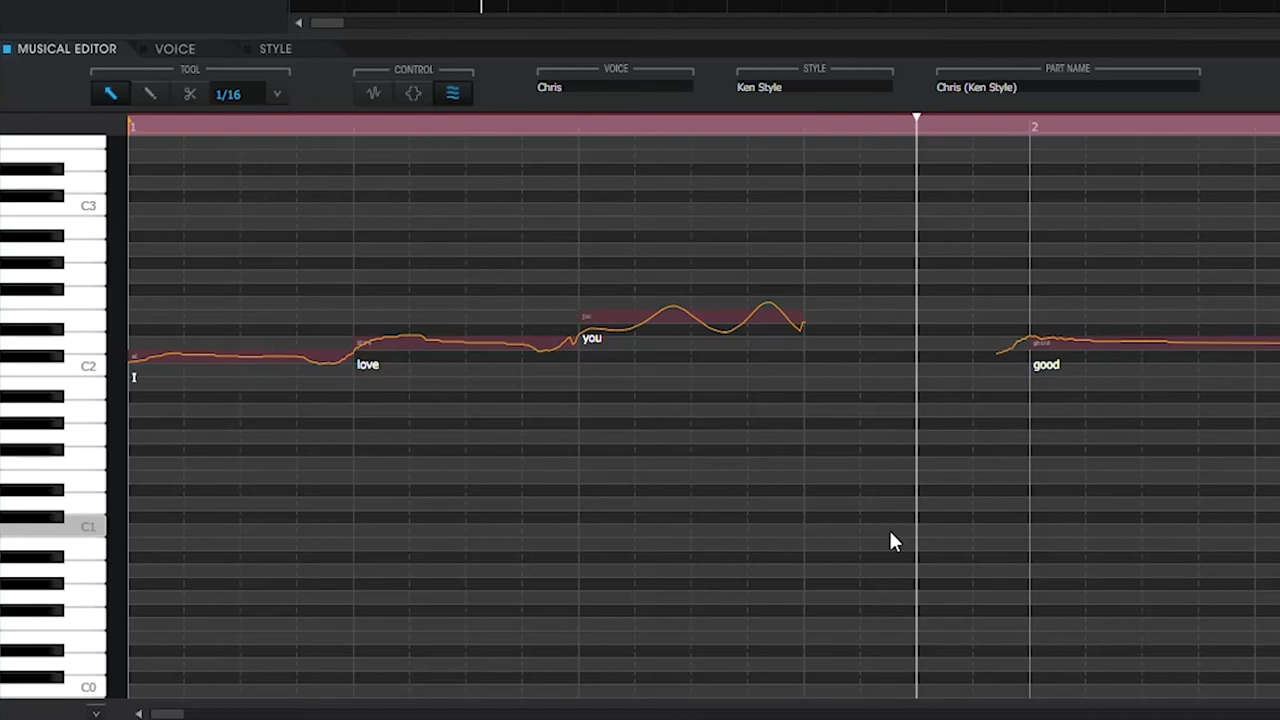 MUSICAL EDITOR VOICE STYLE
TOOL CONTROL VOICE STYLE PART NAME
1/16 Chris Ken Style Chris (Ken Style)
1 2
C3
you
C2 love good
I
C1
C0